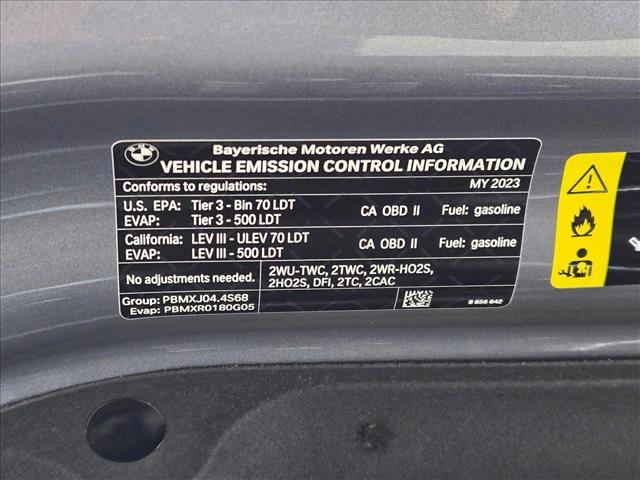 BMW
Bayerische Motoren Werke AG
VEHICLE EMISSION CONTROL INFORMATION
Conforms to regulations: MY 2023
U.S. EPA: Tier 3 - Bin 70 LDT
EVAP: Tier 3 - 500 LDT CA OBD II Fuel: gasoline
California: LEV III - ULEV 70 LDT
EVAP: LEV III - 500 LDT CA OBD II Fuel: gasoline
No adjustments needed. 2WU-TWC, 2TWC, 2WR-HO2S,
2HO2S, DFI, 2TC, 2CAC
Group: PBMXJ04.4S68
Evap: PBMXR0180G05 8 856 642